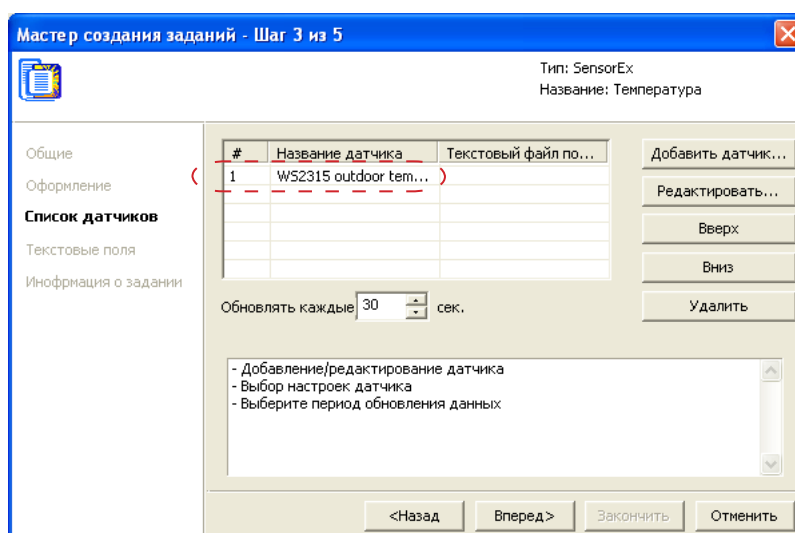 Мастер создания заданий - Шаг 3 из 5
Тип: SensorEx
Название: Температура
Общие
Оформление
Список датчиков
Текстовые поля
Инофрмация о задании
# Название датчика Текстовый файл по...
1 WS2315 outdoor tem...
Добавить датчик...
Редактировать...
Вверх
Вниз
Удалить
Обновлять каждые 30 сек.
- Добавление/редактирование датчика
- Выбор настроек датчика
- Выберите период обновления данных
<Назад Вперед> Закончить Отменить